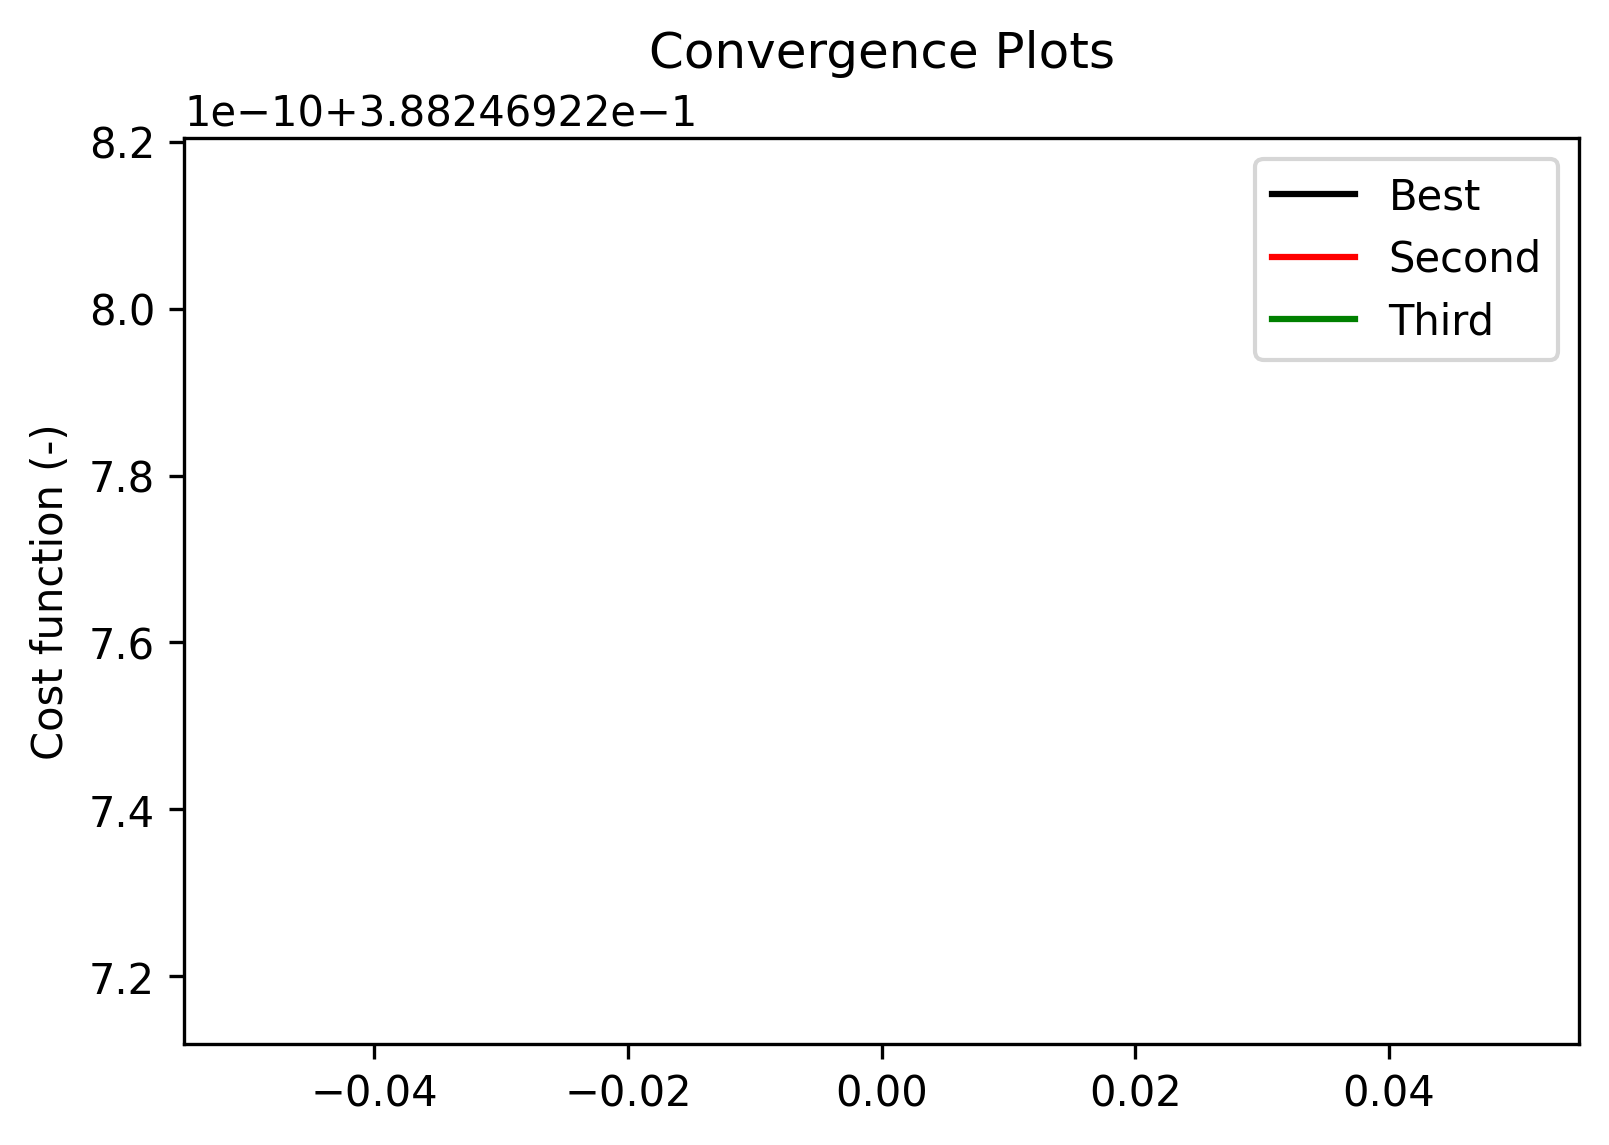 Convergence Plots
1e−10+3.88246922e−1
8.2
8.0
7.8
7.6
7.4
7.2
Cost function (-)
Best
Second
Third
−0.04
−0.02
0.00
0.02
0.04